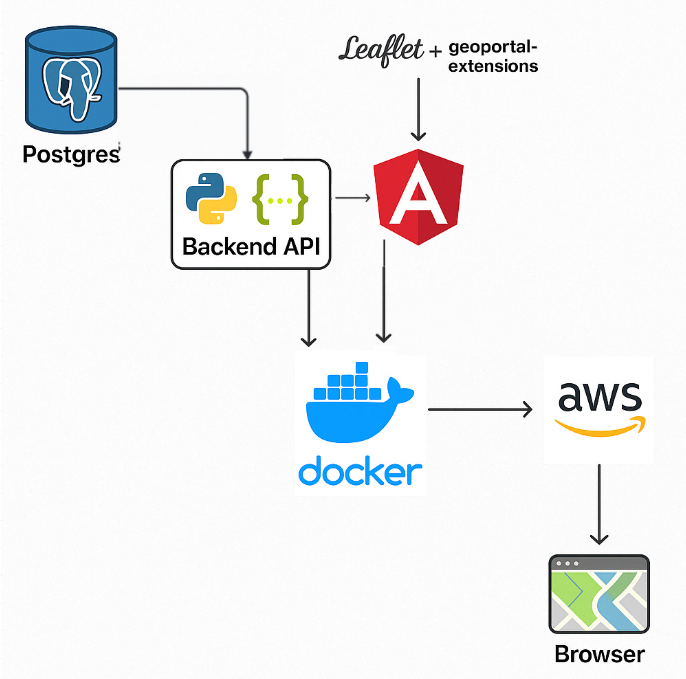 Leaflet + geoportal-
extensions
Postgres
{...}
Backend API
A
docker
aws
Browser